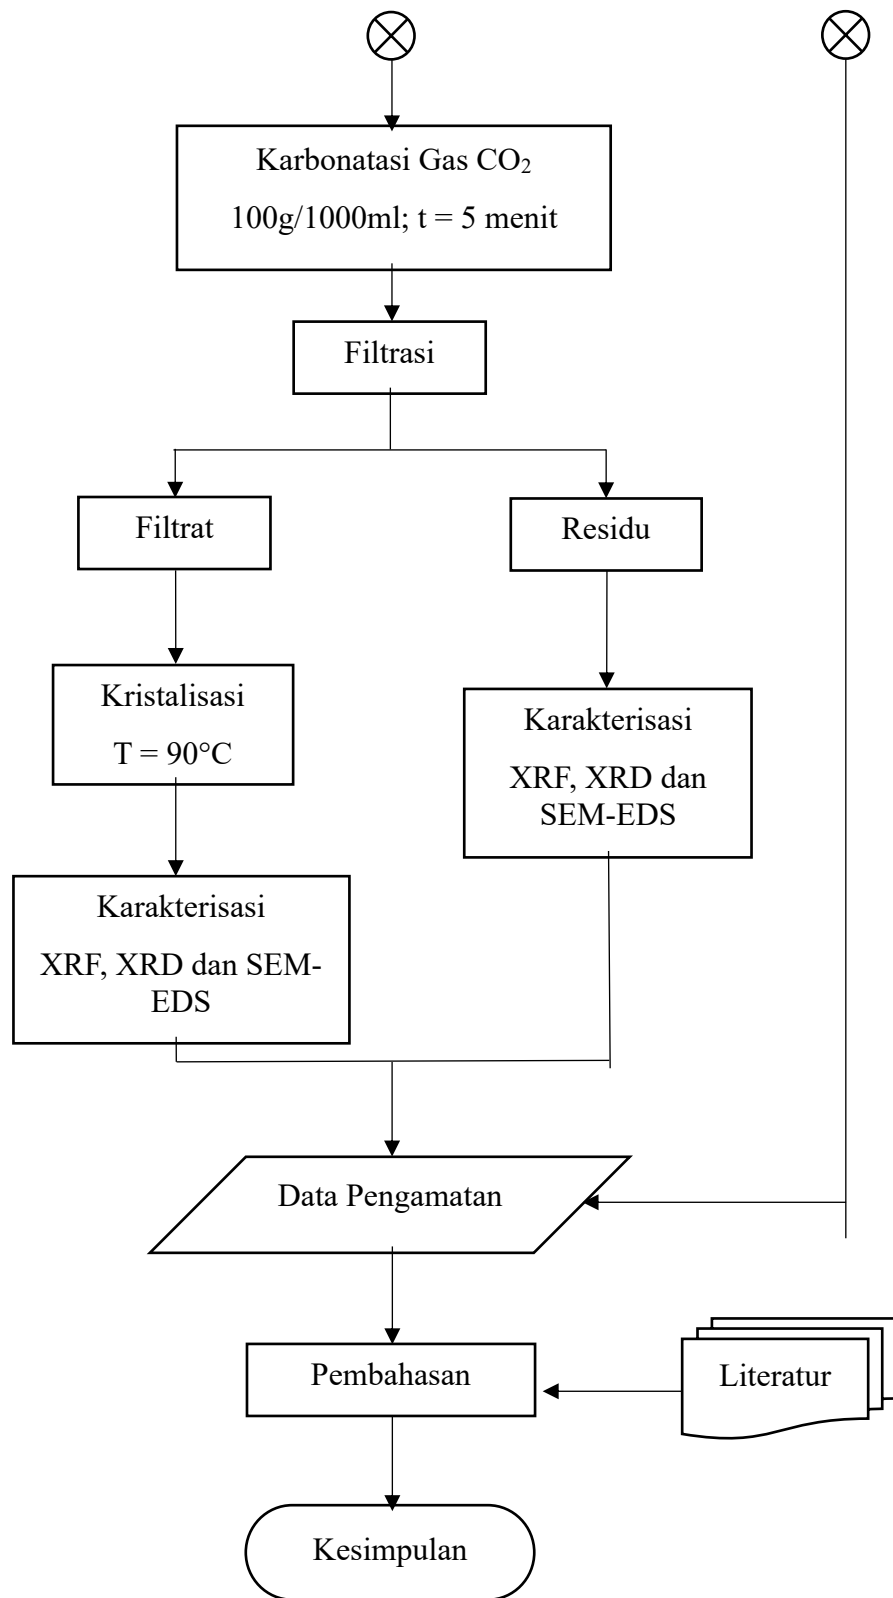 Karbonatasi Gas CO₂
100g/1000ml; t = 5 menit
Filtrasi
Filtrat
Residu
Kristalisasi
T = 90°C
Karakterisasi
XRF, XRD dan
SEM-EDS
Karakterisasi
XRF, XRD dan SEM-
EDS
Data Pengamatan
Pembahasan
Literatur
Kesimpulan